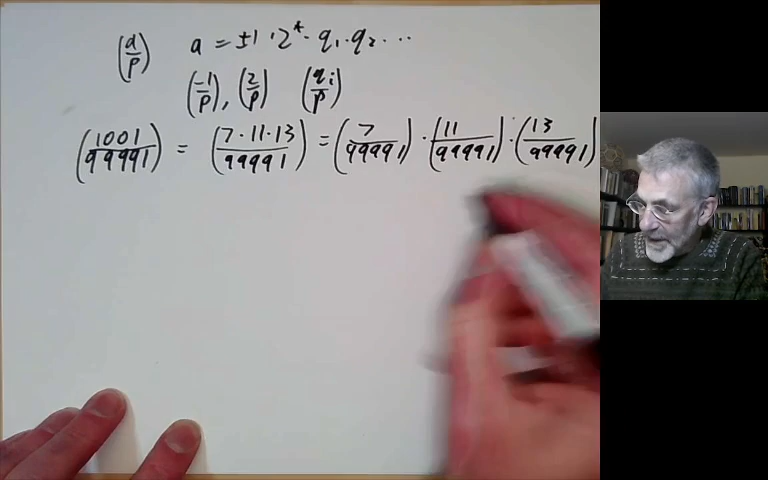 (a/p) a = ±1 · 2* · q₁ · q₂ ⋯
(-1/p), (2/p) (qᵢ/p)
(1001/99991) = (7·11·13/99991) = (7/99991) · (11/99991) · (13/99991)